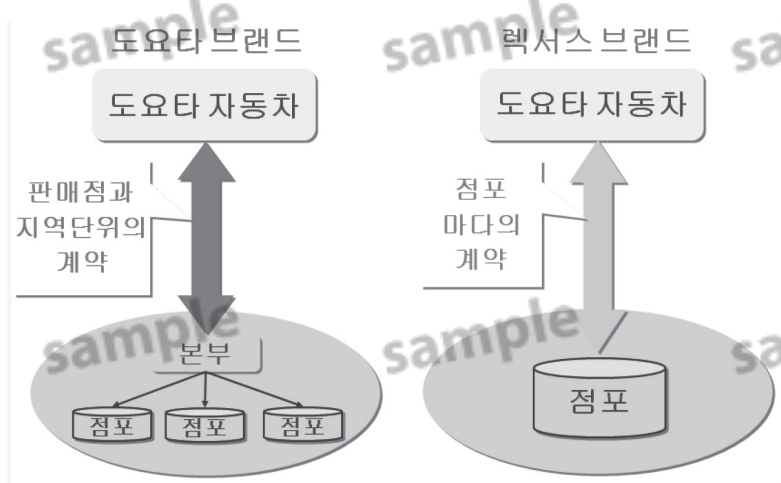 도요타 브랜드
도요타 자동차
판매점과
지역단위의
계약
본부
점포 점포 점포
렉서스 브랜드
도요타 자동차
점포
마다의
계약
점포
sample sample sa
sample sample sa